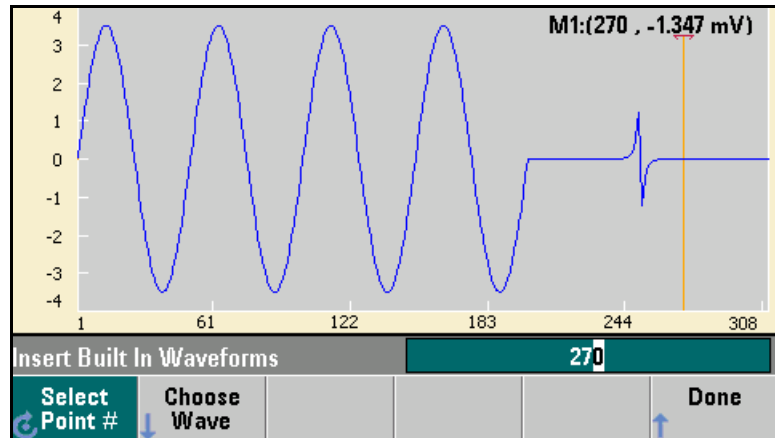 4
M1:(270 , -1.347 mV)
3
2
1
0
-1
-2
-3
-4
1 61 122 183 244 308
Insert Built In Waveforms 270
Select Point # Choose Wave Done